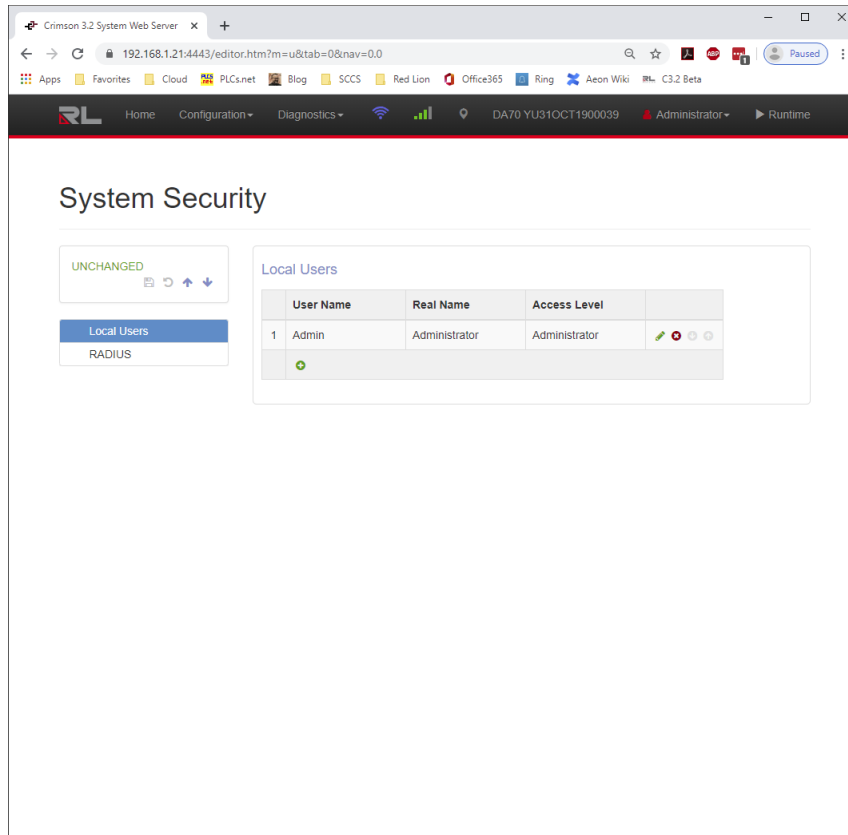 Crimson 3.2 System Web Server
192.168.1.21:4443/editor.htm?m=u&tab=0&nav=0.0
ABP
1
Paused
Apps Favorites Cloud PLCs.net Blog SCCS Red Lion Office365 Ring Aeon Wiki C3.2 Beta
RL Home Configuration Diagnostics DA70 YU31OCT1900039 Administrator Runtime
System Security
UNCHANGED
Local Users
RADIUS
Local Users
User Name Real Name Access Level
1 Admin Administrator Administrator